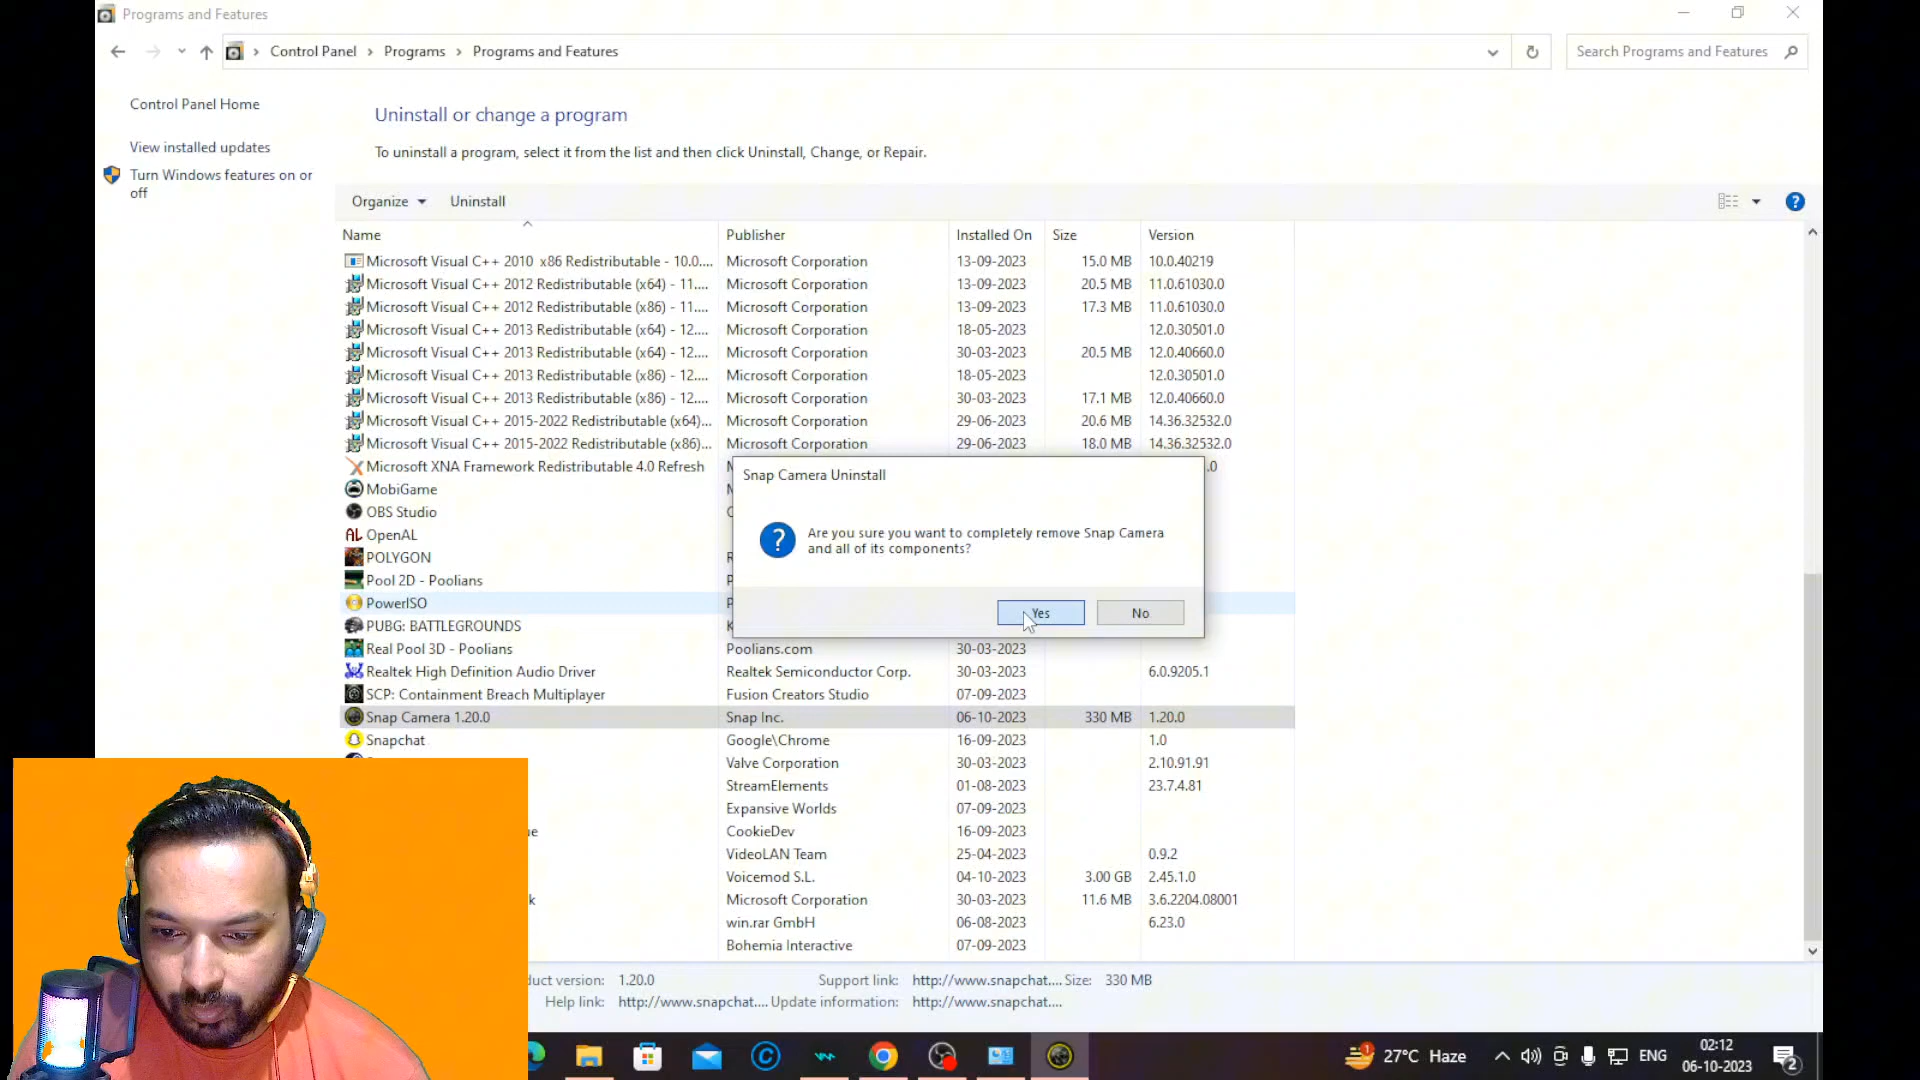 Programs and Features
Control Panel > Programs > Programs and Features
Search Programs and Features
Control Panel Home
View installed updates
Turn Windows features on or
off
Uninstall or change a program
To uninstall a program, select it from the list and then click Uninstall, Change, or Repair.
Organize Uninstall
Name Publisher Installed On Size Version
Microsoft Visual C++ 2010 x86 Redistributable - 10.0.... Microsoft Corporation 13-09-2023 15.0 MB 10.0.40219
Microsoft Visual C++ 2012 Redistributable (x64) - 11.... Microsoft Corporation 13-09-2023 20.5 MB 11.0.61030.0
Microsoft Visual C++ 2012 Redistributable (x86) - 11.... Microsoft Corporation 13-09-2023 17.3 MB 11.0.61030.0
Microsoft Visual C++ 2013 Redistributable (x64) - 12.... Microsoft Corporation 18-05-2023 12.0.30501.0
Microsoft Visual C++ 2013 Redistributable (x64) - 12.... Microsoft Corporation 30-03-2023 20.5 MB 12.0.40660.0
Microsoft Visual C++ 2013 Redistributable (x86) - 12.... Microsoft Corporation 18-05-2023 12.0.30501.0
Microsoft Visual C++ 2013 Redistributable (x86) - 12.... Microsoft Corporation 30-03-2023 17.1 MB 12.0.40660.0
Microsoft Visual C++ 2015-2022 Redistributable (x64)... Microsoft Corporation 29-06-2023 20.6 MB 14.36.32532.0
Microsoft Visual C++ 2015-2022 Redistributable (x86)... Microsoft Corporation 29-06-2023 18.0 MB 14.36.32532.0
Microsoft XNA Framework Redistributable 4.0 Refresh .0
MobiGame
OBS Studio
OpenAL
POLYGON
Pool 2D - Poolians
PowerISO
PUBG: BATTLEGROUNDS
Snap Camera Uninstall
Are you sure you want to completely remove Snap Camera
and all of its components?
Yes No
Real Pool 3D - Poolians Poolians.com 30-03-2023
Realtek High Definition Audio Driver Realtek Semiconductor Corp. 30-03-2023 6.0.9205.1
SCP: Containment Breach Multiplayer Fusion Creators Studio 07-09-2023
Snap Camera 1.20.0 Snap Inc. 06-10-2023 330 MB 1.20.0
Snapchat Google\Chrome 16-09-2023 1.0
Valve Corporation 30-03-2023 2.10.91.91
StreamElements 01-08-2023 23.7.4.81
Expansive Worlds 07-09-2023
ue CookieDev 16-09-2023
VideoLAN Team 25-04-2023 0.9.2
Voicemod S.L. 04-10-2023 3.00 GB 2.45.1.0
k Microsoft Corporation 30-03-2023 11.6 MB 3.6.2204.08001
win.rar GmbH 06-08-2023 6.23.0
Bohemia Interactive 07-09-2023
duct version: 1.20.0 Support link: http://www.snapchat.... Size: 330 MB
Help link: http://www.snapchat.... Update information: http://www.snapchat....
1 27°C Haze ENG 02:12
06-10-2023 2